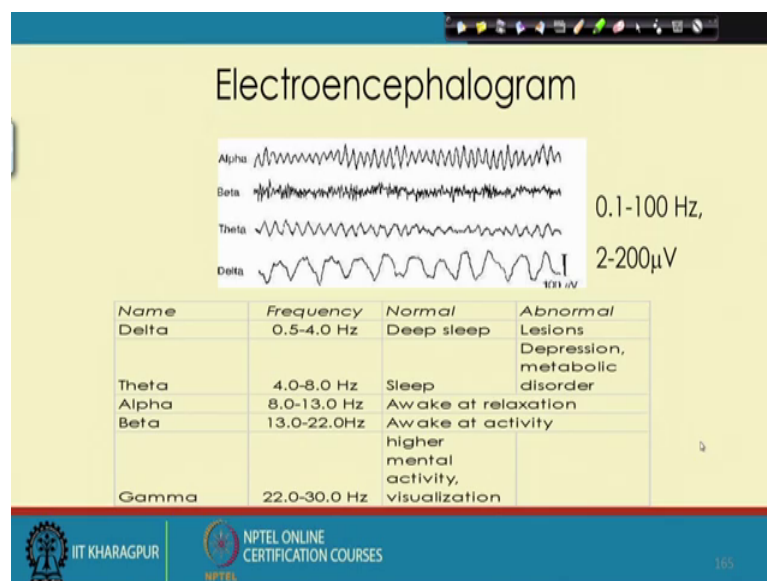 Electroencephalogram
Alpha
Beta
Theta
Delta
100 µV
0.1-100 Hz,
2-200µV
Name Frequency Normal Abnormal
Delta 0.5-4.0 Hz Deep sleep Lesions
Depression,
metabolic
Theta 4.0-8.0 Hz Sleep disorder
Alpha 8.0-13.0 Hz Awake at relaxation
Beta 13.0-22.0Hz Awake at activity
higher
mental
activity,
Gamma 22.0-30.0 Hz visualization
IIT KHARAGPUR
NPTEL
NPTEL ONLINE
CERTIFICATION COURSES
165